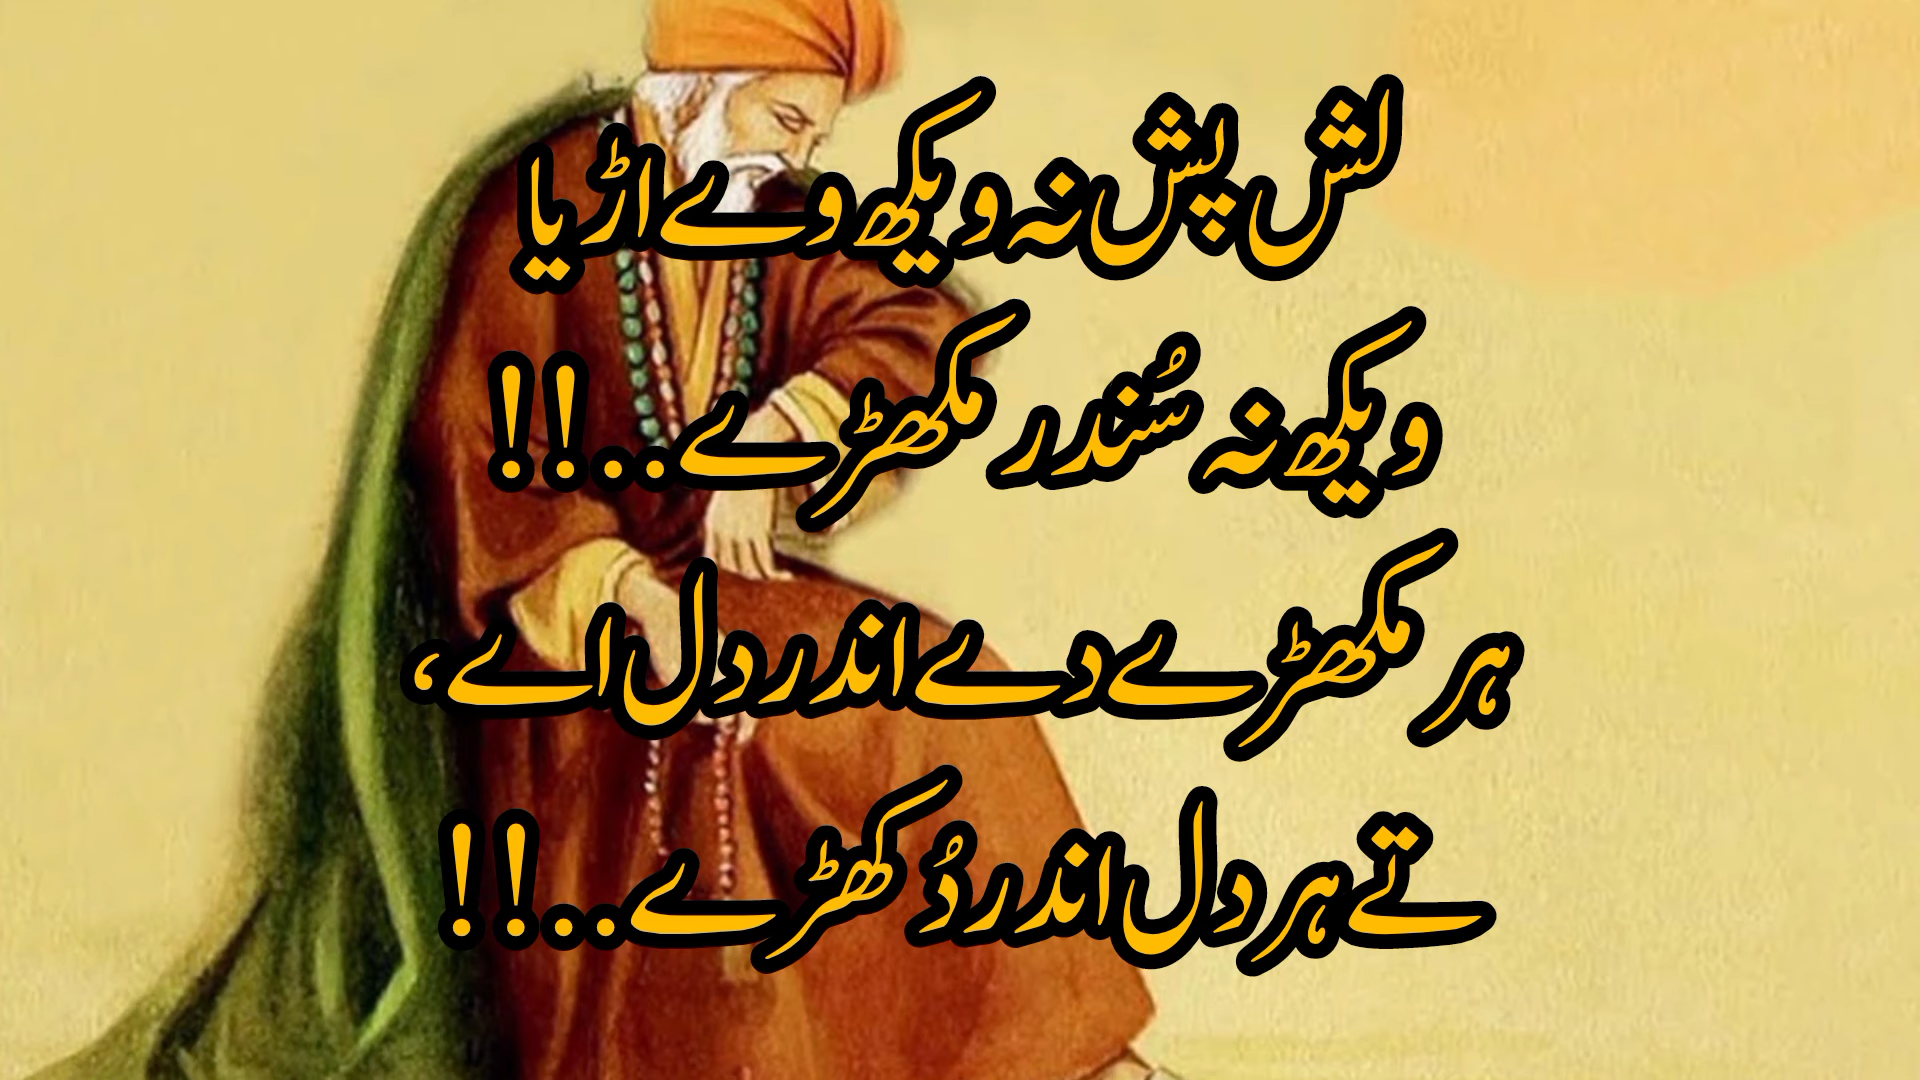 لش پش نہ ویکھ وے اڑیا
ویکھ نہ سُندر مکھڑے..!!
ہر مکھڑے دے اندر دل اے،
تے ہر دل اندر دُکھڑے..!!